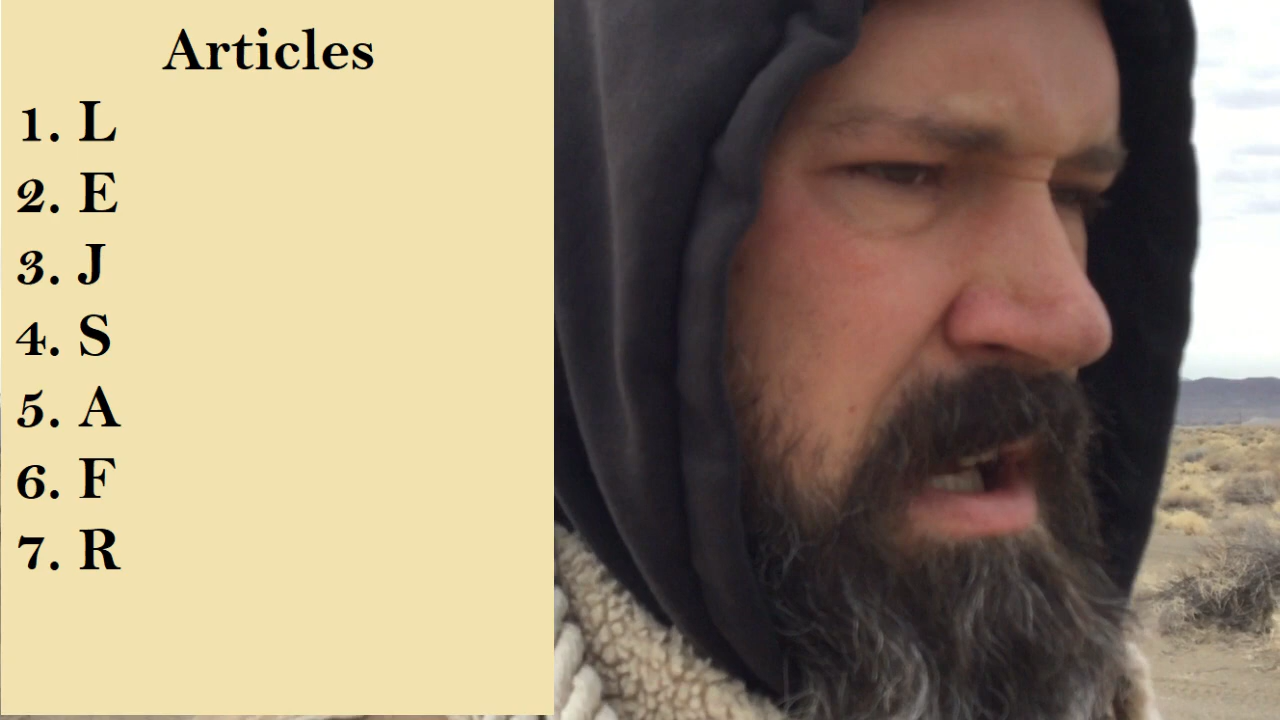 Articles
1. L
2. E
3. J
4. S
5. A
6. F
7. R